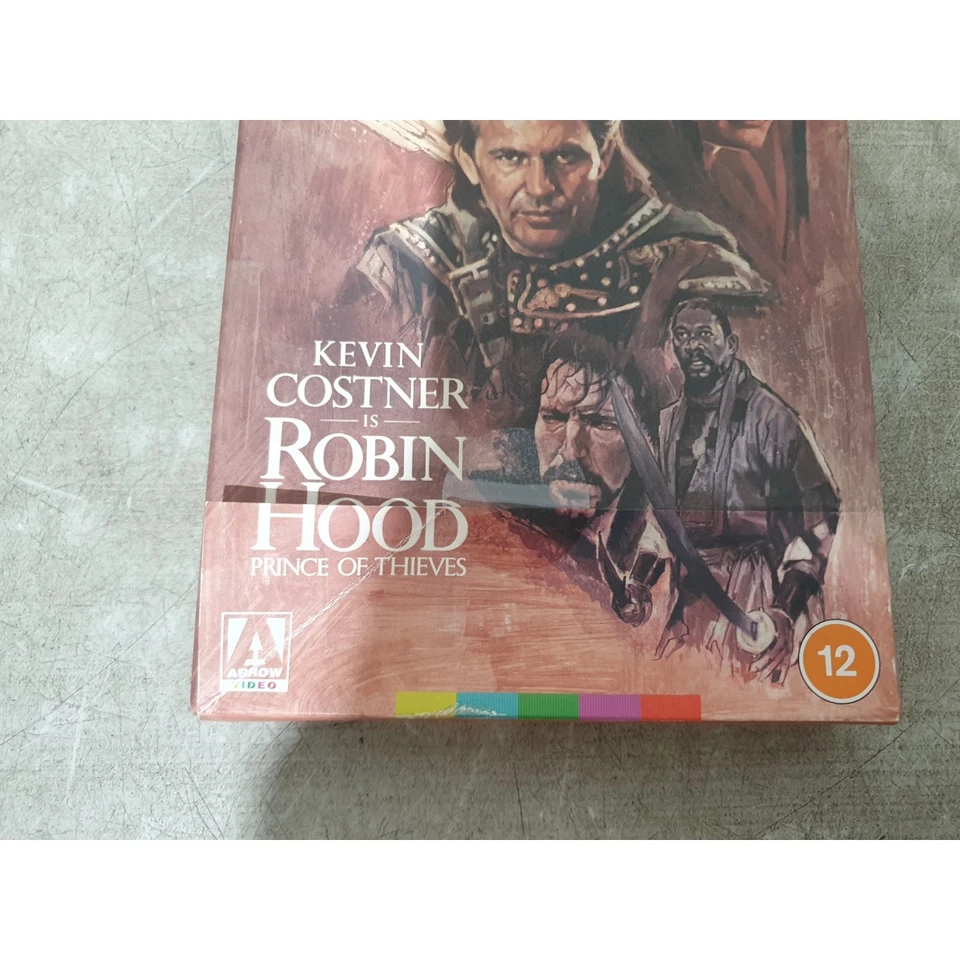 KEVIN
COSTNER
IS
ROBIN
HOOD
PRINCE OF THIEVES
ARROW
VIDEO
12